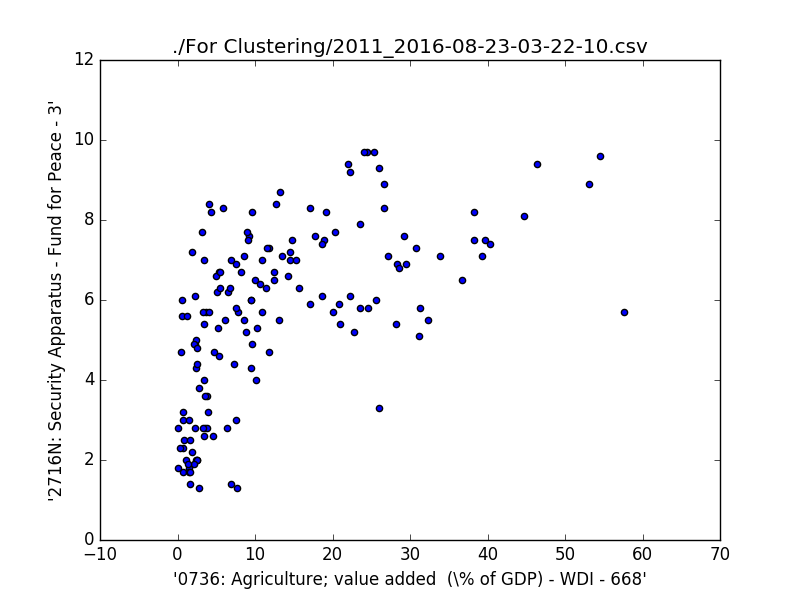 ./For Clustering/2011_2016-08-23-03-22-10.csv
'2716N: Security Apparatus - Fund for Peace - 3'
12
10
8
6
4
2
0
−10 0 10 20 30 40 50 60 70
'0736: Agriculture; value added  (\% of GDP) - WDI - 668'